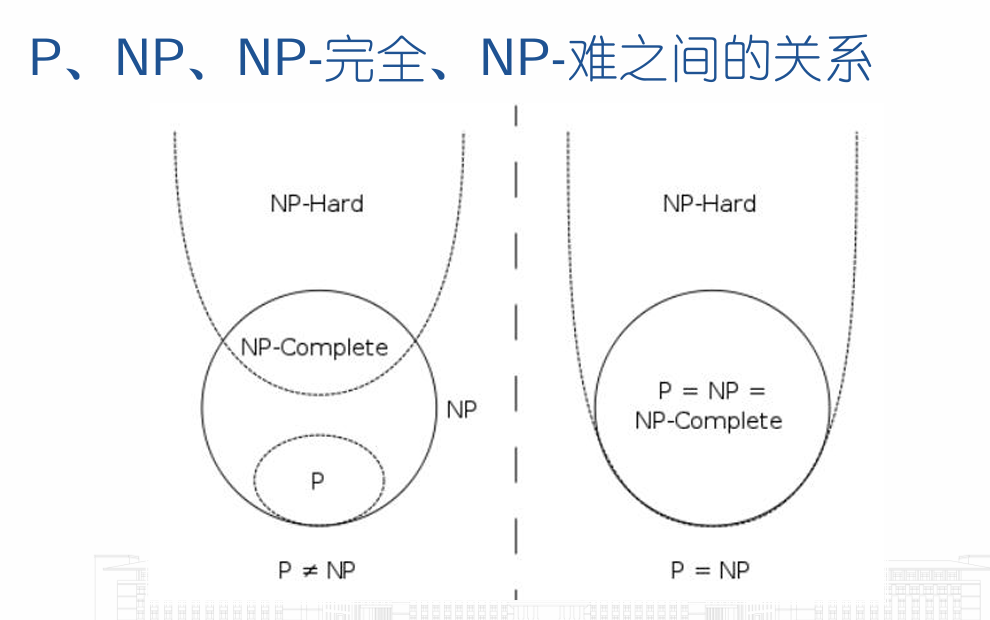 P、NP、NP-完全、NP-难之间的关系
NP-Hard
NP-Complete
NP
P
P ≠ NP
NP-Hard
P = NP =
NP-Complete
P = NP